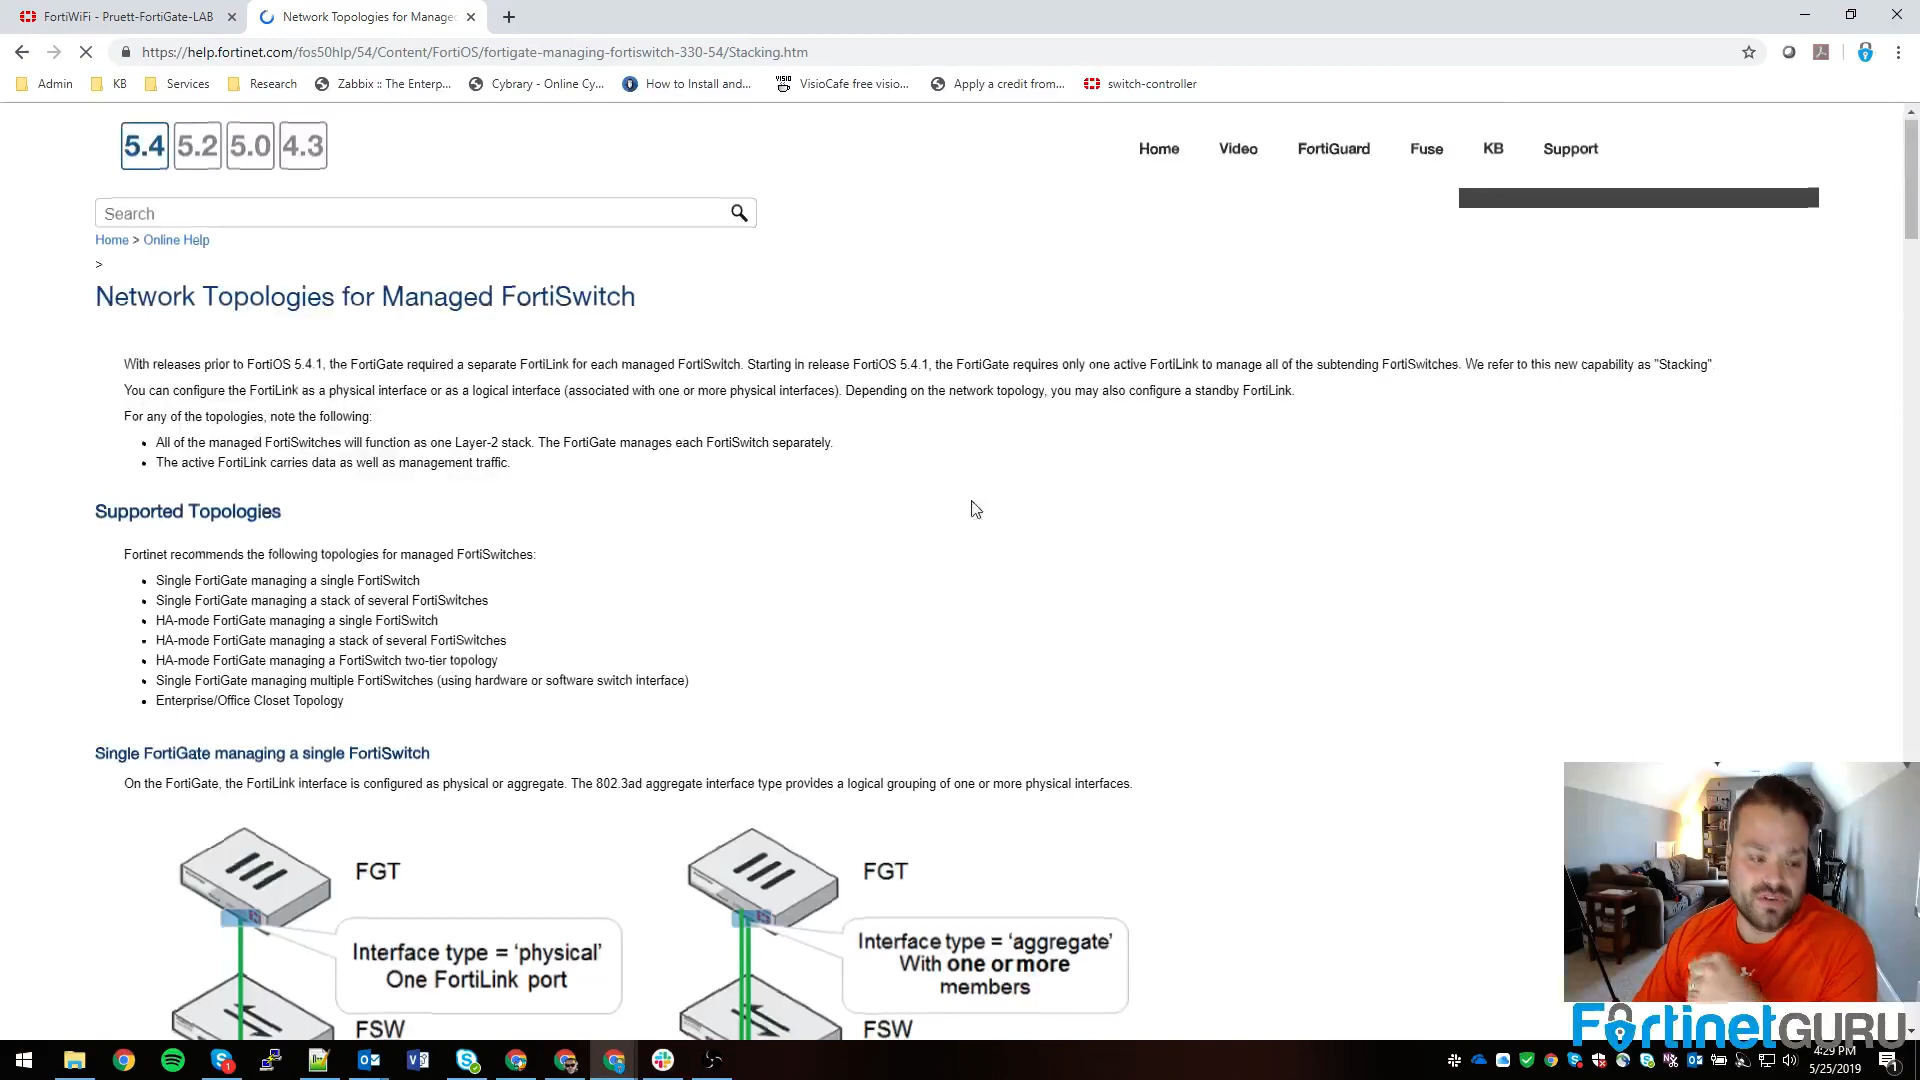 FortiWiFi - Pruett-FortiGate-LAB
Network Topologies for Managed
https://help.fortinet.com/fos50hlp/54/Content/FortiOS/fortigate-managing-fortiswitch-330-54/Stacking.htm
Admin KB Services Research Zabbix :: The Enterp... Cybrary - Online Cy... How to Install and... VISIO VisioCafe free visio... Apply a credit from... switch-controller
5.4 5.2 5.0 4.3
Home Video FortiGuard Fuse KB Support
Search
Home > Online Help
>
Network Topologies for Managed FortiSwitch
With releases prior to FortiOS 5.4.1, the FortiGate required a separate FortiLink for each managed FortiSwitch. Starting in release FortiOS 5.4.1, the FortiGate requires only one active FortiLink to manage all of the subtending FortiSwitches. We refer to this new capability as "Stacking"
You can configure the FortiLink as a physical interface or as a logical interface (associated with one or more physical interfaces). Depending on the network topology, you may also configure a standby FortiLink.
For any of the topologies, note the following:
• All of the managed FortiSwitches will function as one Layer-2 stack. The FortiGate manages each FortiSwitch separately.
• The active FortiLink carries data as well as management traffic.
Supported Topologies
Fortinet recommends the following topologies for managed FortiSwitches:
• Single FortiGate managing a single FortiSwitch
• Single FortiGate managing a stack of several FortiSwitches
• HA-mode FortiGate managing a single FortiSwitch
• HA-mode FortiGate managing a stack of several FortiSwitches
• HA-mode FortiGate managing a FortiSwitch two-tier topology
• Single FortiGate managing multiple FortiSwitches (using hardware or software switch interface)
• Enterprise/Office Closet Topology
Single FortiGate managing a single FortiSwitch
On the FortiGate, the FortiLink interface is configured as physical or aggregate. The 802.3ad aggregate interface type provides a logical grouping of one or more physical interfaces.
FGT
Interface type = ‘physical’
One FortiLink port
FSW
FGT
Interface type = ‘aggregate’
With one or more
members
FSW
FortinetGURU
4:29 PM
5/25/2019